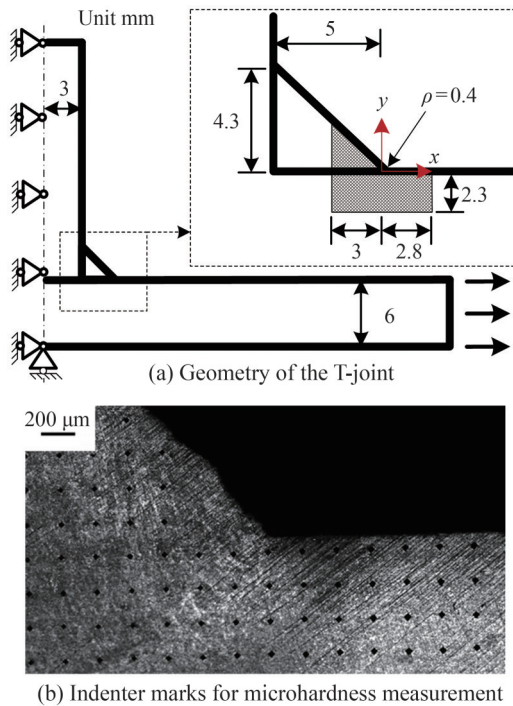 Unit mm
3
5
4.3
y
ρ=0.4
x
2.3
3
2.8
6
(a) Geometry of the T-joint
200 μm
(b) Indenter marks for microhardness measurement